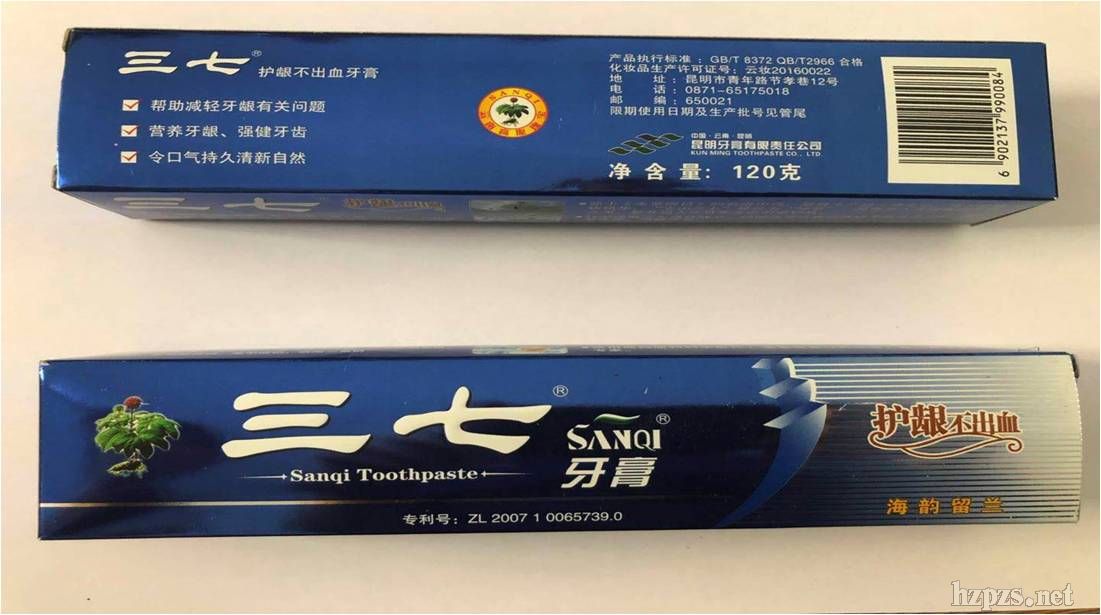 三七®护龈不出血牙膏
帮助减轻牙龈有关问题
营养牙龈、强健牙齿
令口气持久清新自然
SANQI
产品执行标准：GB/T 8372 QB/T2966 合格
化妆品生产许可证号：云妆20160022
地 址：昆明市青年路节孝巷12号
电 话：0871-65175018
邮 编：650021
限期使用日期及生产批号见管尾
中国·云南·昆明
昆明牙膏有限责任公司
KUN MING TOOTHPASTE CO., LTD.
净含量：120克
6 902137 990084
三七
护龈
三七®
Sanqi Toothpaste
SANQI®
牙膏
专利号：ZL 2007 1 0065739.0
护龈不出血
海韵留兰
hzpzs.net